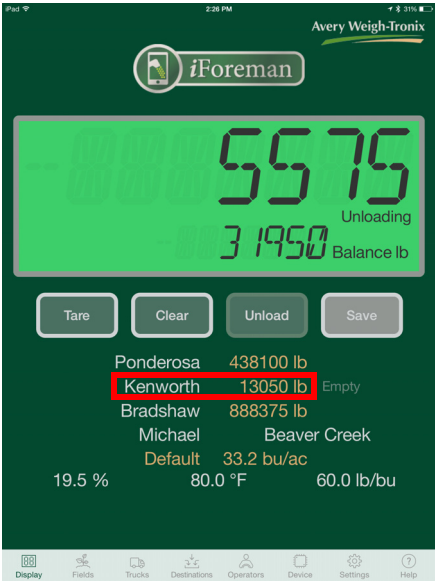 iPad 2:26 PM 31%
Avery Weigh-Tronix
iForeman
5575
Unloading
31950 Balance lb
Tare Clear Unload Save
Ponderosa 438100 lb
Kenworth 13050 lb Empty
Bradshaw 888375 lb
Michael Beaver Creek
Default 33.2 bu/ac
19.5 % 80.0 °F 60.0 lb/bu
Display Fields Trucks Destinations Operators Device Settings Help